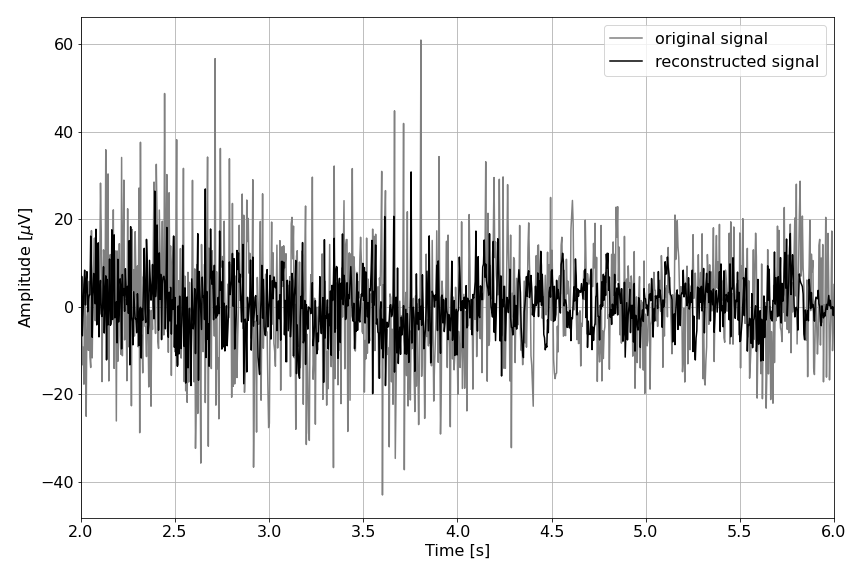 original signal
reconstructed signal
60
40
20
0
−20
−40
Amplitude [μV]
2.0 2.5 3.0 3.5 4.0 4.5 5.0 5.5 6.0
Time [s]